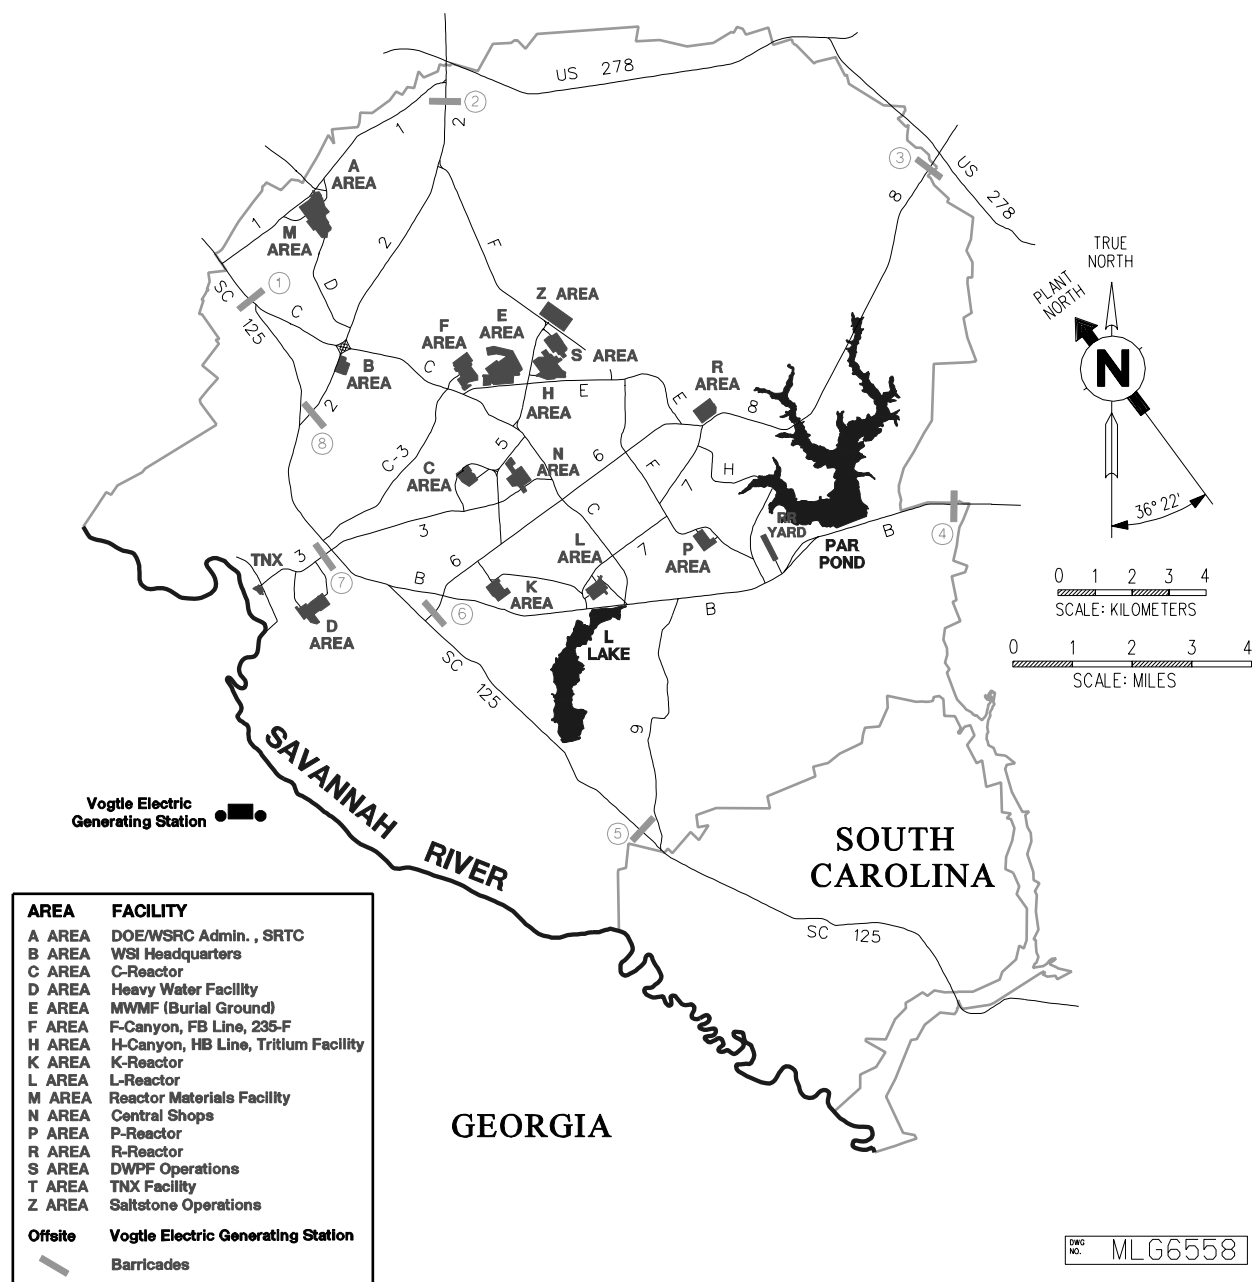 US 278
2
2
1
3
US 278
A
AREA
8
1
M
AREA
2
F
TRUE
NORTH
PLANT
NORTH
SC 125
1
D
C
Z AREA
E
AREA
F
AREA
S AREA
N
B
AREA
C
R
AREA
H
AREA
E
E
8
2
8
C-3
5
6
N
AREA
C
AREA
F
H
7
36° 22'
3
C
RR
YARD
B
4
L
AREA
7
P
AREA
PAR
POND
TNX
3
7
6
B
K
AREA
B
0 1 2 3 4
SCALE: KILOMETERS
6
D
AREA
L
LAKE
0 1 2 3 4
SCALE: MILES
SC 125
9
SAVANNAH RIVER
Vogtle Electric
Generating Station
5
SOUTH
CAROLINA
SC 125
GEORGIA
AREA FACILITY
A AREA DOE/WSRC Admin. , SRTC
B AREA WSI Headquarters
C AREA C-Reactor
D AREA Heavy Water Facility
E AREA MWMF (Burial Ground)
F AREA F-Canyon, FB Line, 235-F
H AREA H-Canyon, HB Line, Tritium Facility
K AREA K-Reactor
L AREA L-Reactor
M AREA Reactor Materials Facility
N AREA Central Shops
P AREA P-Reactor
R AREA R-Reactor
S AREA DWPF Operations
T AREA TNX Facility
Z AREA Saltstone Operations
Offsite Vogtle Electric Generating Station
Barricades
DWG
NO. MLG6558